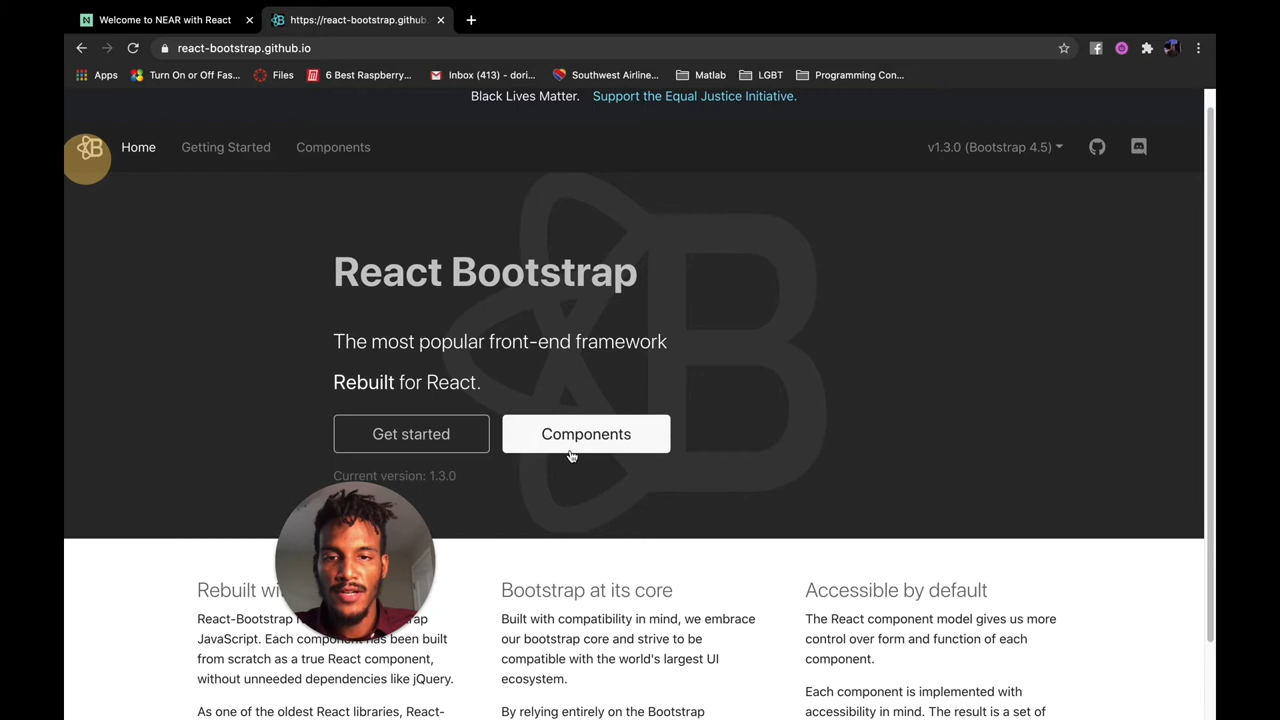 Welcome to NEAR with React
https://react-bootstrap.github.
react-bootstrap.github.io
Apps
Turn On or Off Fas...
Files
6 Best Raspberry...
Inbox (413) - dori...
Southwest Airline...
Matlab
LGBT
Programming Con...
Black Lives Matter. Support the Equal Justice Initiative.
B
Home
Getting Started
Components
v1.3.0 (Bootstrap 4.5)
React Bootstrap
The most popular front-end framework
Rebuilt for React.
Get started
Components
Current version: 1.3.0
Rebuilt
React-Bootstrap
JavaScript. Each component has been built
from scratch as a true React component,
without unneeded dependencies like jQuery.
As one of the oldest React libraries, React-
Bootstrap at its core
Built with compatibility in mind, we embrace
our bootstrap core and strive to be
compatible with the world's largest UI
ecosystem.
By relying entirely on the Bootstrap
Accessible by default
The React component model gives us more
control over form and function of each
component.
Each component is implemented with
accessibility in mind. The result is a set of